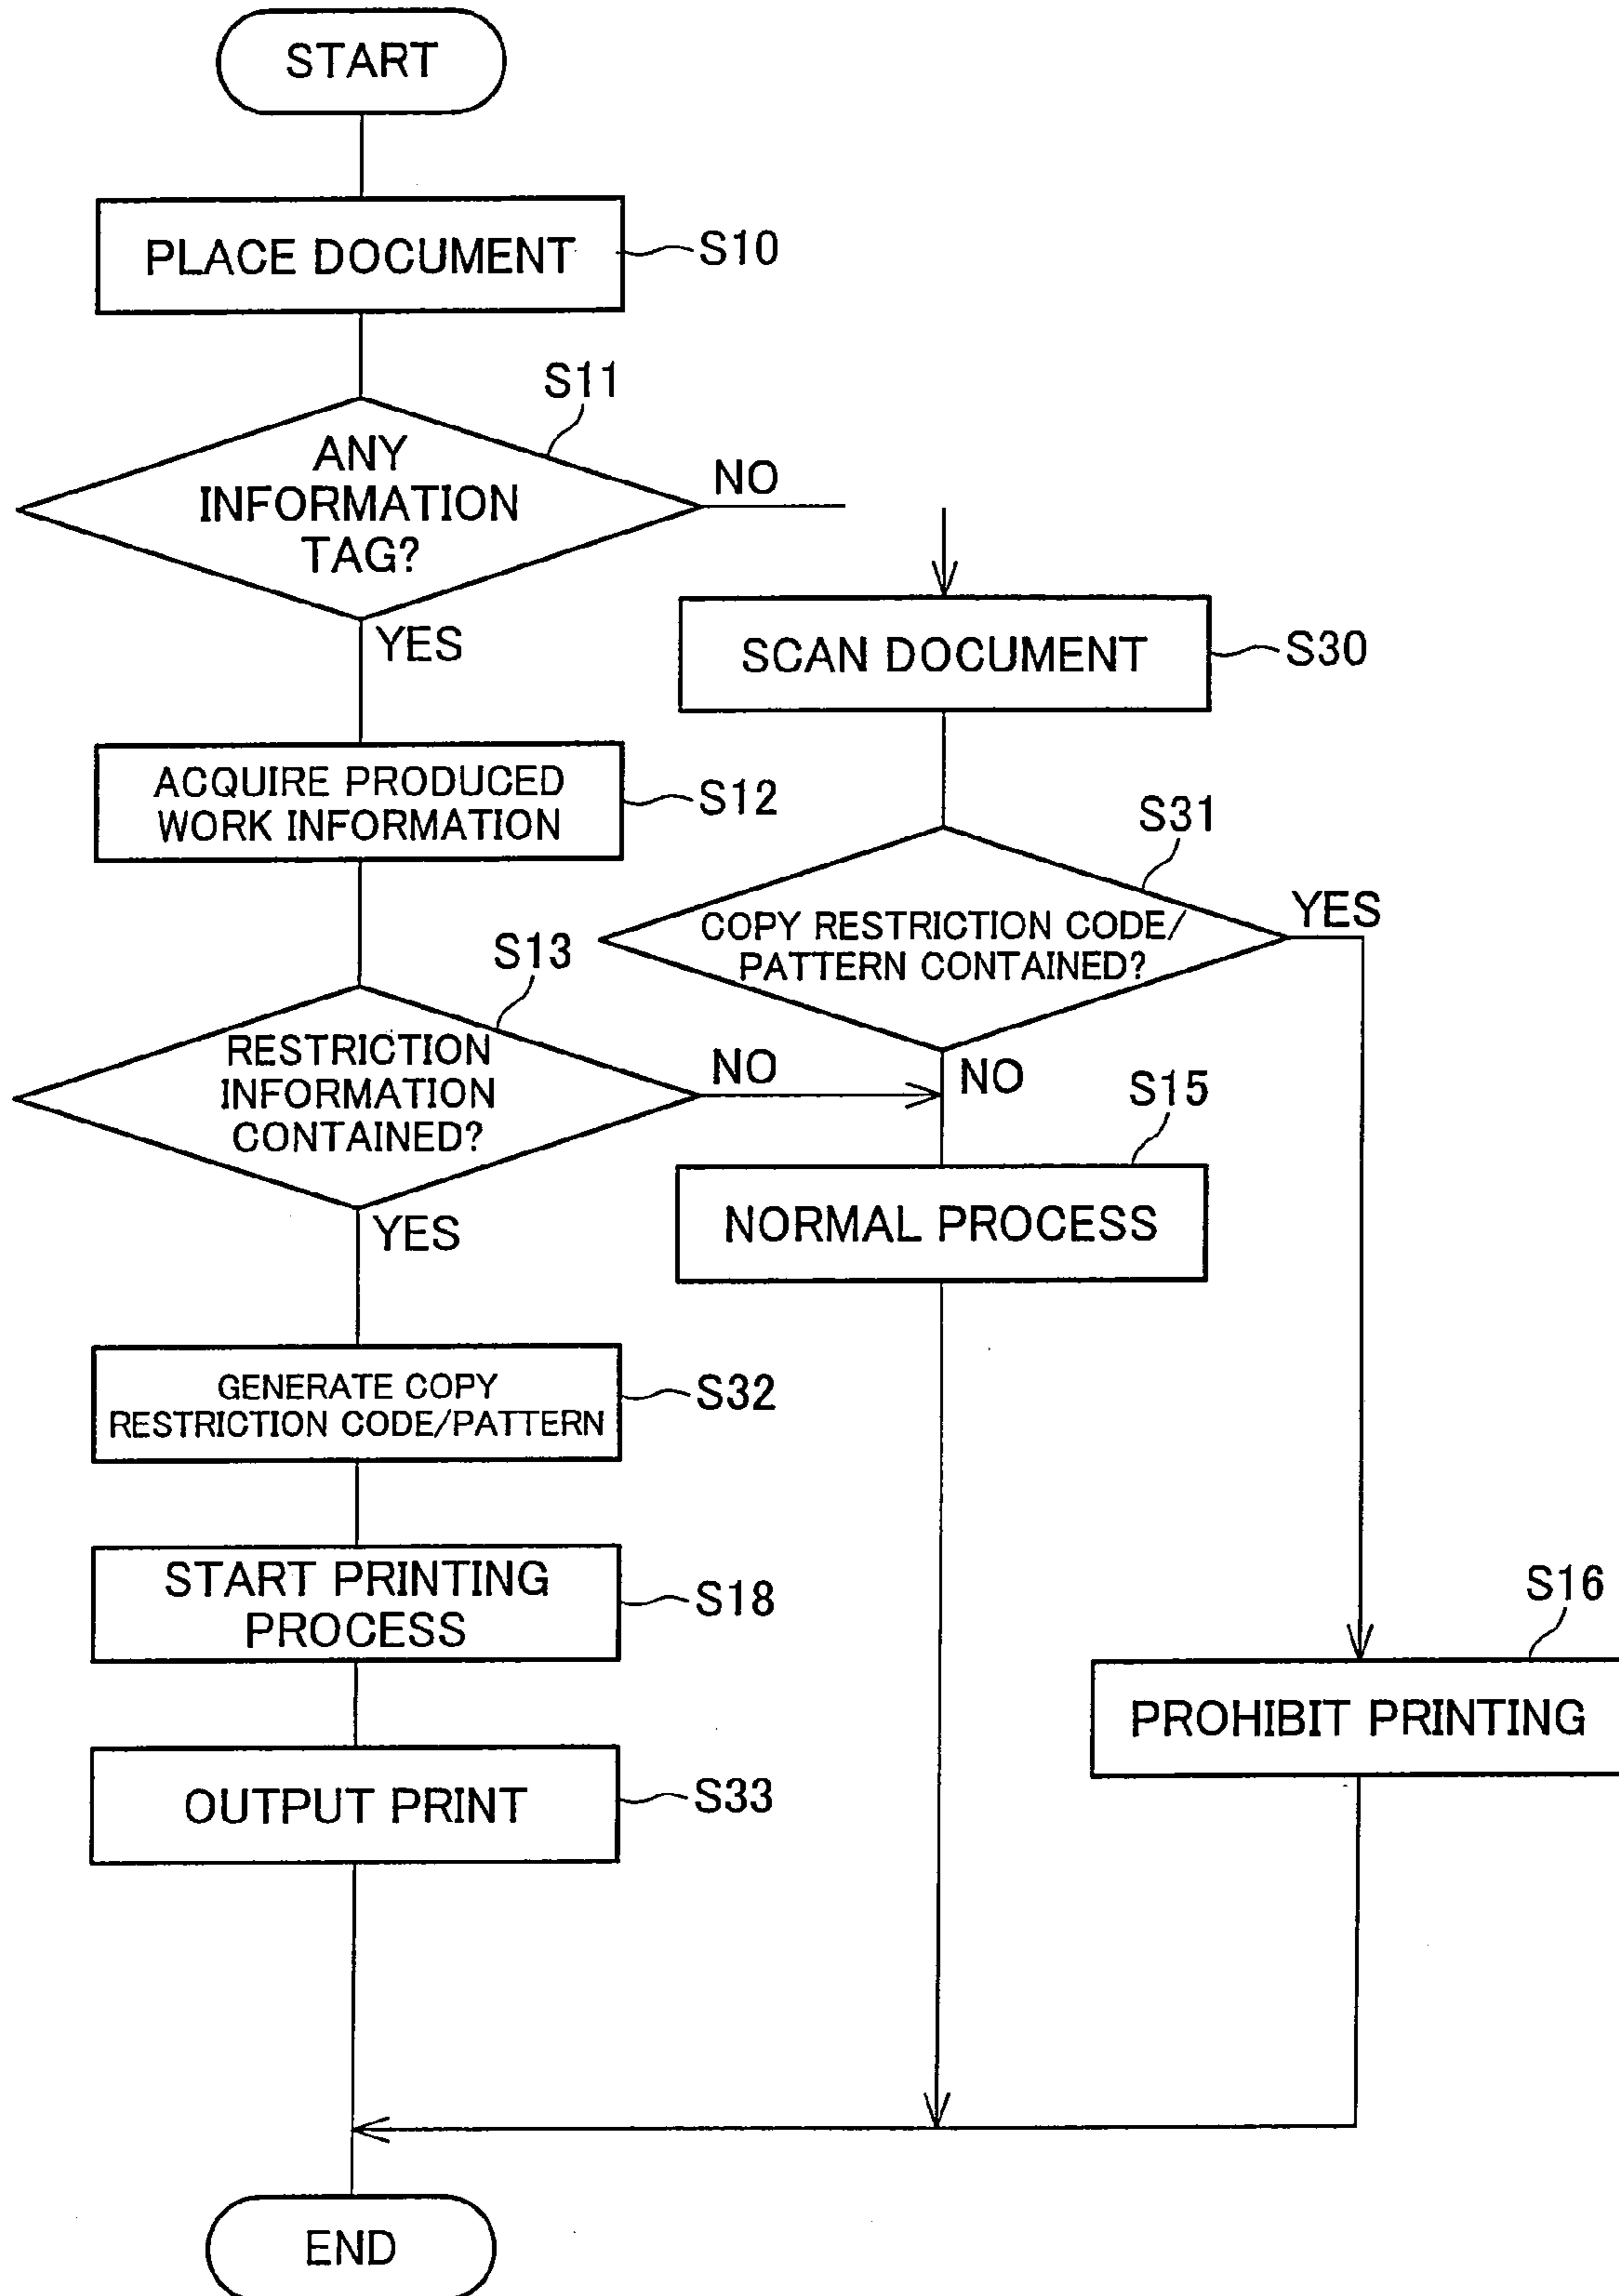 START
PLACE DOCUMENT
S10
S11
ANY
INFORMATION
TAG?
NO
YES
SCAN DOCUMENT
S30
ACQUIRE PRODUCED
WORK INFORMATION
S12
S31
COPY RESTRICTION CODE/
PATTERN CONTAINED?
YES
NO
S13
RESTRICTION
INFORMATION
CONTAINED?
NO
YES
S15
NORMAL PROCESS
GENERATE COPY
RESTRICTION CODE/PATTERN
S32
START PRINTING
PROCESS
S18
S16
PROHIBIT PRINTING
OUTPUT PRINT
S33
END